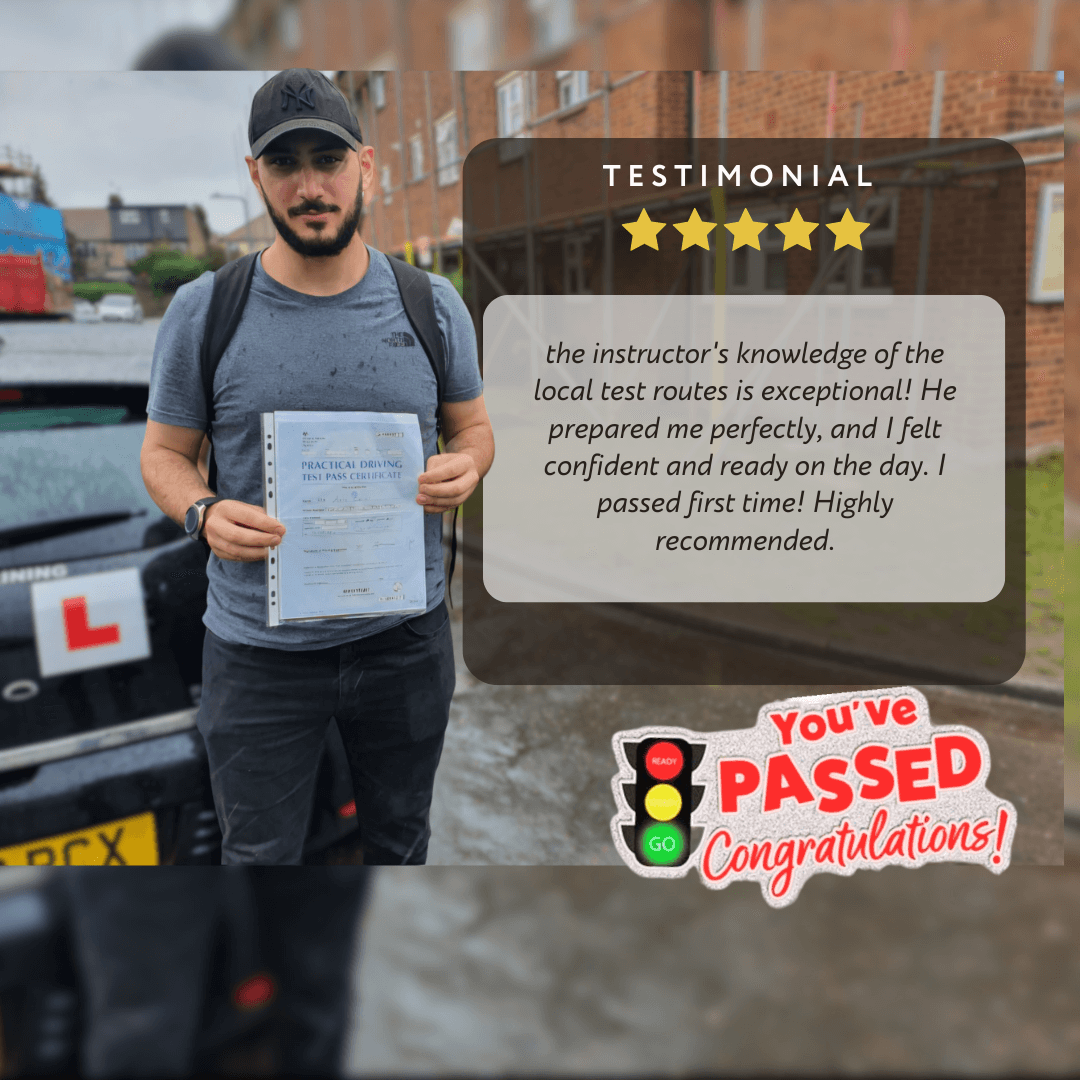 TESTIMONIAL
the instructor's knowledge of the
local test routes is exceptional! He
prepared me perfectly, and I felt
confident and ready on the day. I
passed first time! Highly
recommended.
THE
NORTH
FACE
NY
PRACTICAL DRIVING
TEST PASS CERTIFICATE
INING
L
BCX
READY
GO
You've
PASSED
Congratulations!